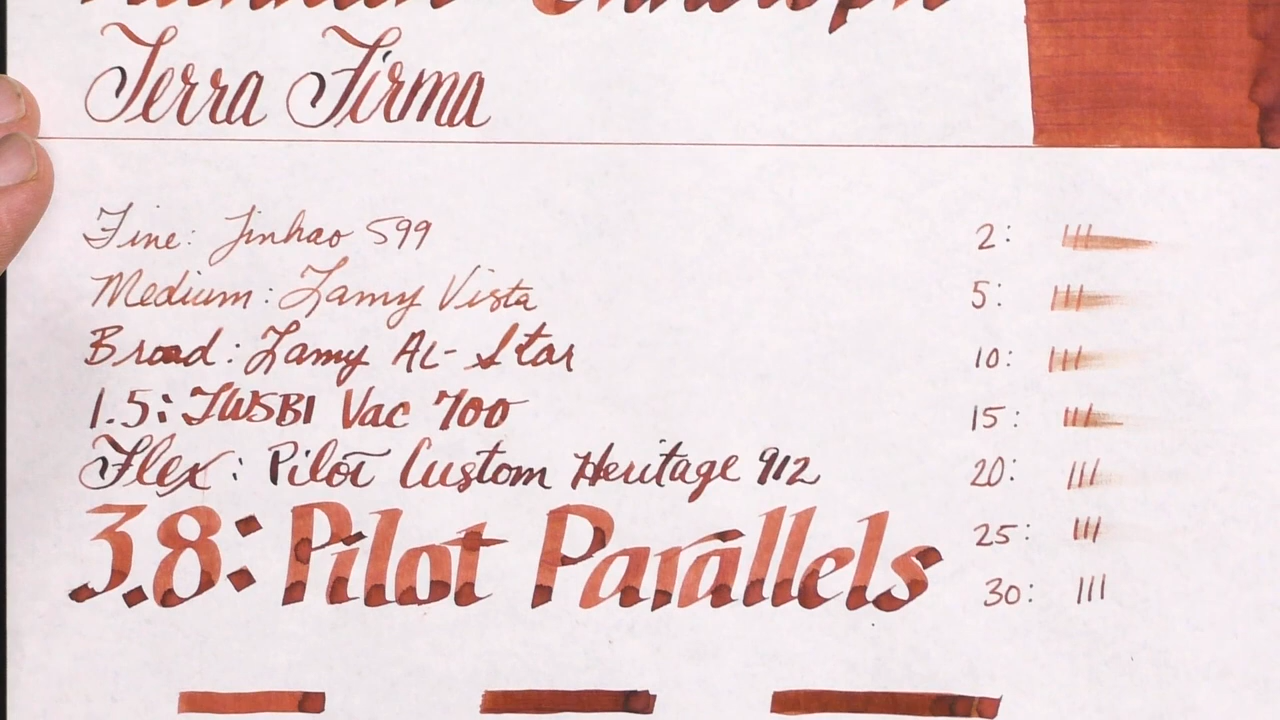 Terra Firma
Fine: Jinhao 599
Medium: Lamy Vista
Broad: Lamy AL-Star
1.5: TWSBI Vac 700
Flex: Pilot Custom Heritage 912
3.8: Pilot Parallels
2:
5:
10:
15:
20:
25:
30: